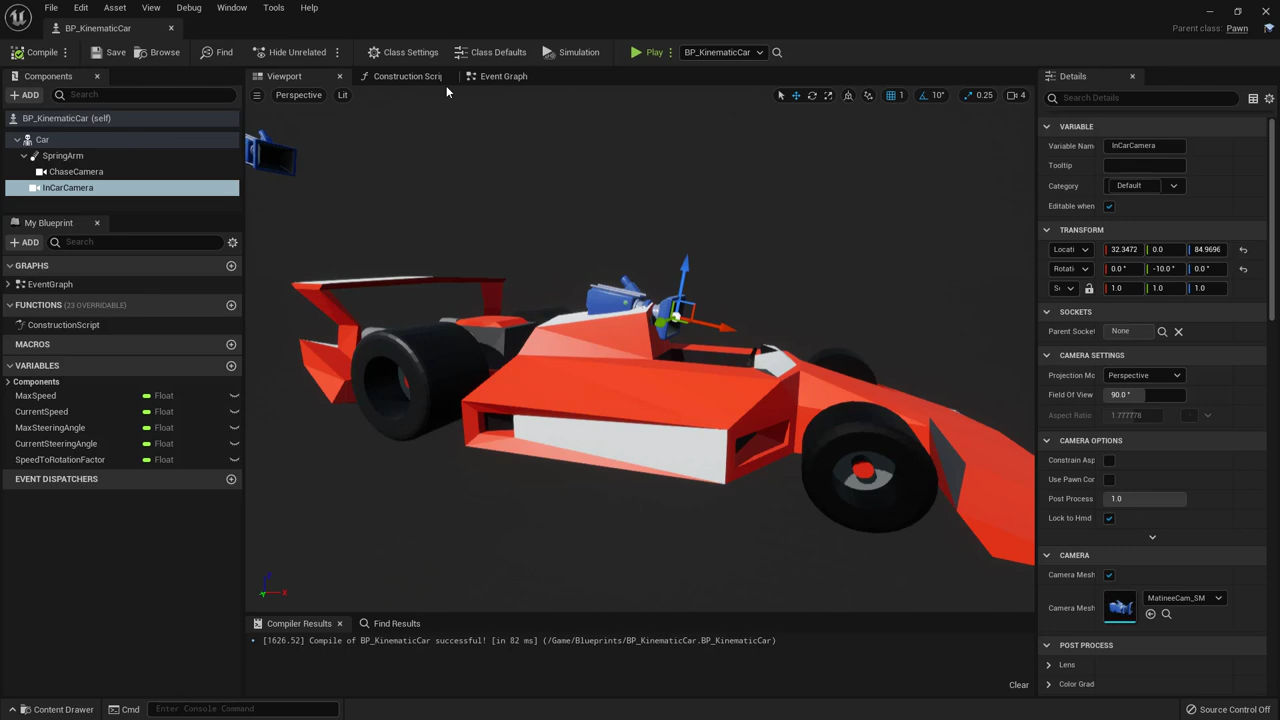 File Edit Asset View Debug Window Tools Help
BP_KinematicCar
Parent class: Pawn
Compile Save Browse Find Hide Unrelated Class Settings Class Defaults Simulation Play BP_KinematicCar
Components
ADD Search
BP_KinematicCar (self)
Car
SpringArm
ChaseCamera
InCarCamera
My Blueprint
ADD Search
GRAPHS
EventGraph
FUNCTIONS (23 OVERRIDABLE)
ConstructionScript
MACROS
VARIABLES
Components
MaxSpeed Float
CurrentSpeed Float
MaxSteeringAngle Float
CurrentSteeringAngle Float
SpeedToRotationFactor Float
EVENT DISPATCHERS
Viewport Construction Scrip Event Graph
Perspective Lit 1 10° 0.25 4
Compiler Results Find Results
[1626.52] Compile of BP_KinematicCar successful! [in 82 ms] (/Game/Blueprints/BP_KinematicCar.BP_KinematicCar)
Clear
Details
Search Details
VARIABLE
Variable Nam InCarCamera
Tooltip
Category Default
Editable when
TRANSFORM
Locati 32.3472 0.0 84.9696
Rotati 0.0 ° -10.0 ° 0.0 °
1.0 1.0 1.0
SOCKETS
Parent Socket None
CAMERA SETTINGS
Projection Mo Perspective
Field Of View 90.0 °
Aspect Ratio 1.777778
CAMERA OPTIONS
Constrain Asp
Use Pawn Cor
Post Process 1.0
Lock to Hmd
CAMERA
Camera Mesh
Camera Mesh MatineeCam_SM
POST PROCESS
Lens
Color Grad
Content Drawer Cmd Enter Console Command Source Control Off